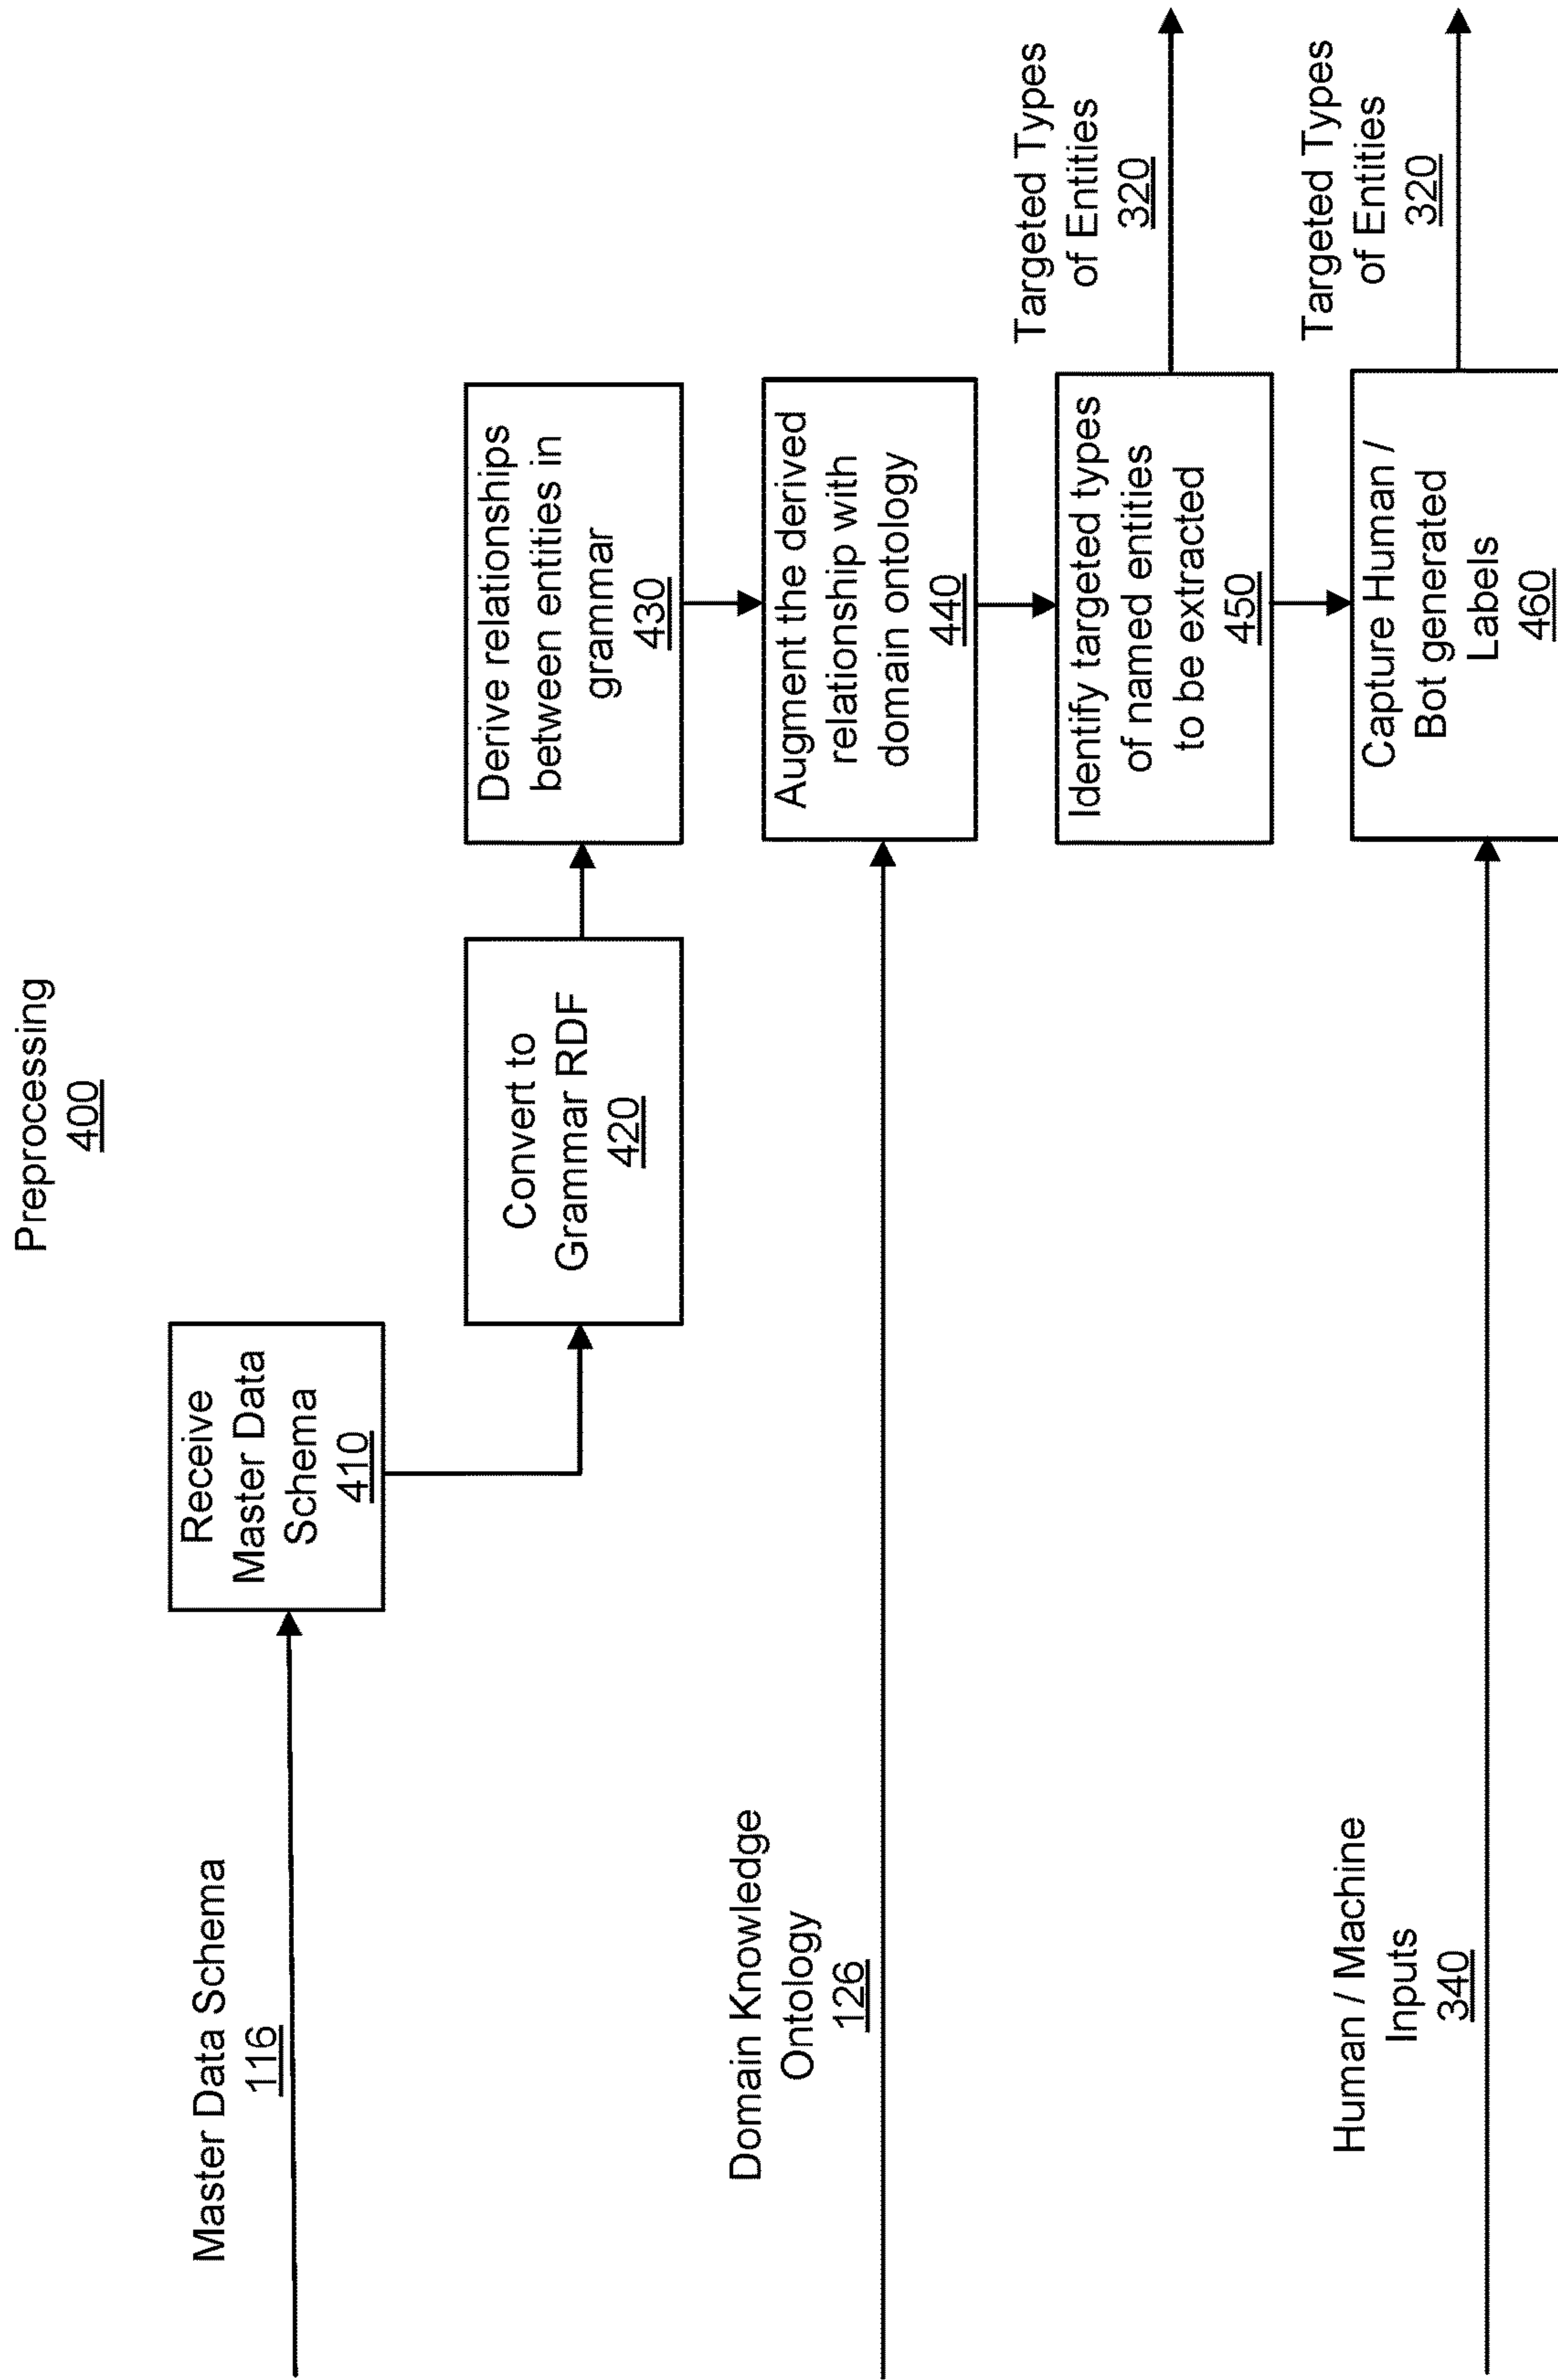 Preprocessing
400
Master Data Schema
116
Receive
Master Data
Schema
410
Convert to
Grammar RDF
420
Derive relationships
between entities in
grammar
430
Domain Knowledge
Ontology
126
Augment the derived
relationship with
domain ontology
440
Identify targeted types
of named entities
to be extracted
450
Targeted Types
of Entities
320
Human / Machine
Inputs
340
Capture Human /
Bot generated
Labels
460
Targeted Types
of Entities
320